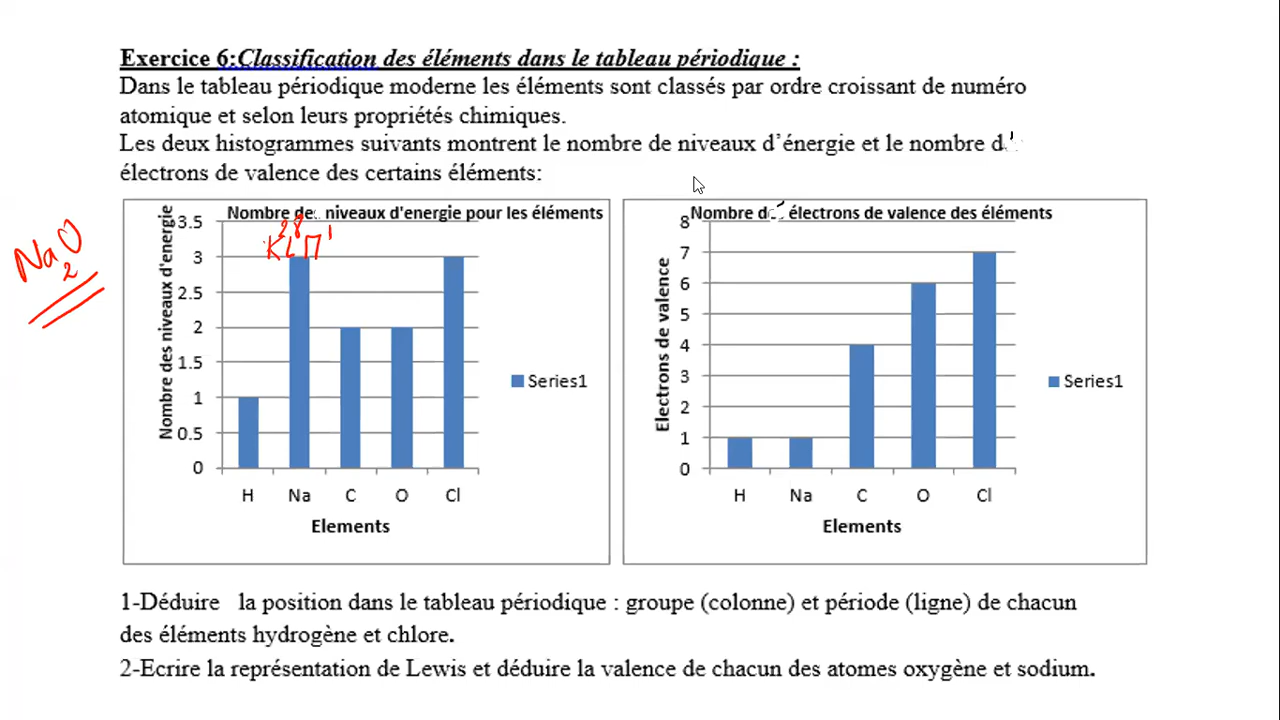 Exercice 6:Classification des éléments dans le tableau périodique :
Dans le tableau périodique moderne les éléments sont classés par ordre croissant de numéro
atomique et selon leurs propriétés chimiques.
Les deux histogrammes suivants montrent le nombre de niveaux d'énergie et le nombre d'
électrons de valence des certains éléments:
Na2O
Nombre de niveaux d'energie pour les éléments
K2 L8 M1
Nombre des niveaux d'energie
3.5
3
2.5
2
1.5
1
0.5
0
H Na C O Cl
Elements
Series1
Nombre d' électrons de valence des éléments
Electrons de valence
8
7
6
5
4
3
2
1
0
H Na C O Cl
Elements
Series1
1-Déduire la position dans le tableau périodique : groupe (colonne) et période (ligne) de chacun
des éléments hydrogène et chlore.
2-Ecrire la représentation de Lewis et déduire la valence de chacun des atomes oxygène et sodium.